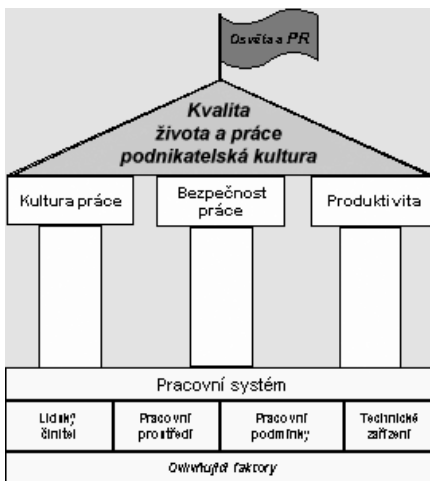 Osvěta a PR
Kvalita
života a práce
podnikatelská kultura
Kultura práce
Bezpečnost
práce
Produktivita
Pracovní systém
Lidský
činitel
Pracovní
prostředí
Pracovní
podmínky
Technické
zařízení
Ovlivňující faktory